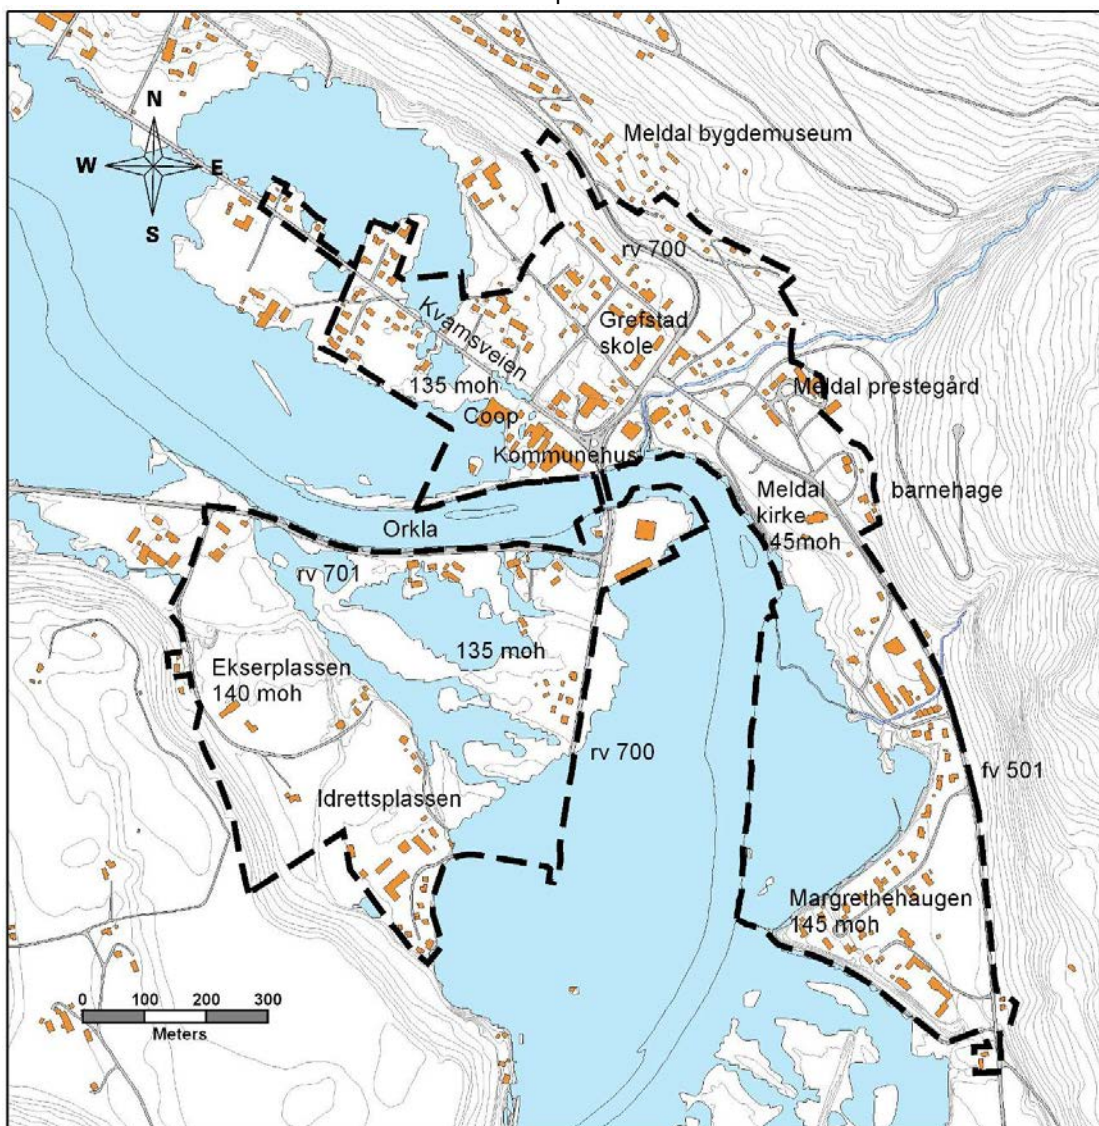 N
W E
S
Meldal bygdemuseum
rv 700
Kvamsveien
Grefstad
skole
135 moh
Meldal prestegård
Coop
Kommunehus
Meldal
kirke
145moh
barnehage
Orkla
rv 701
135 moh
Ekserplassen
140 moh
rv 700
fv 501
Idrettsplassen
Margrethehaugen
145 moh
0 100 200 300
Meters